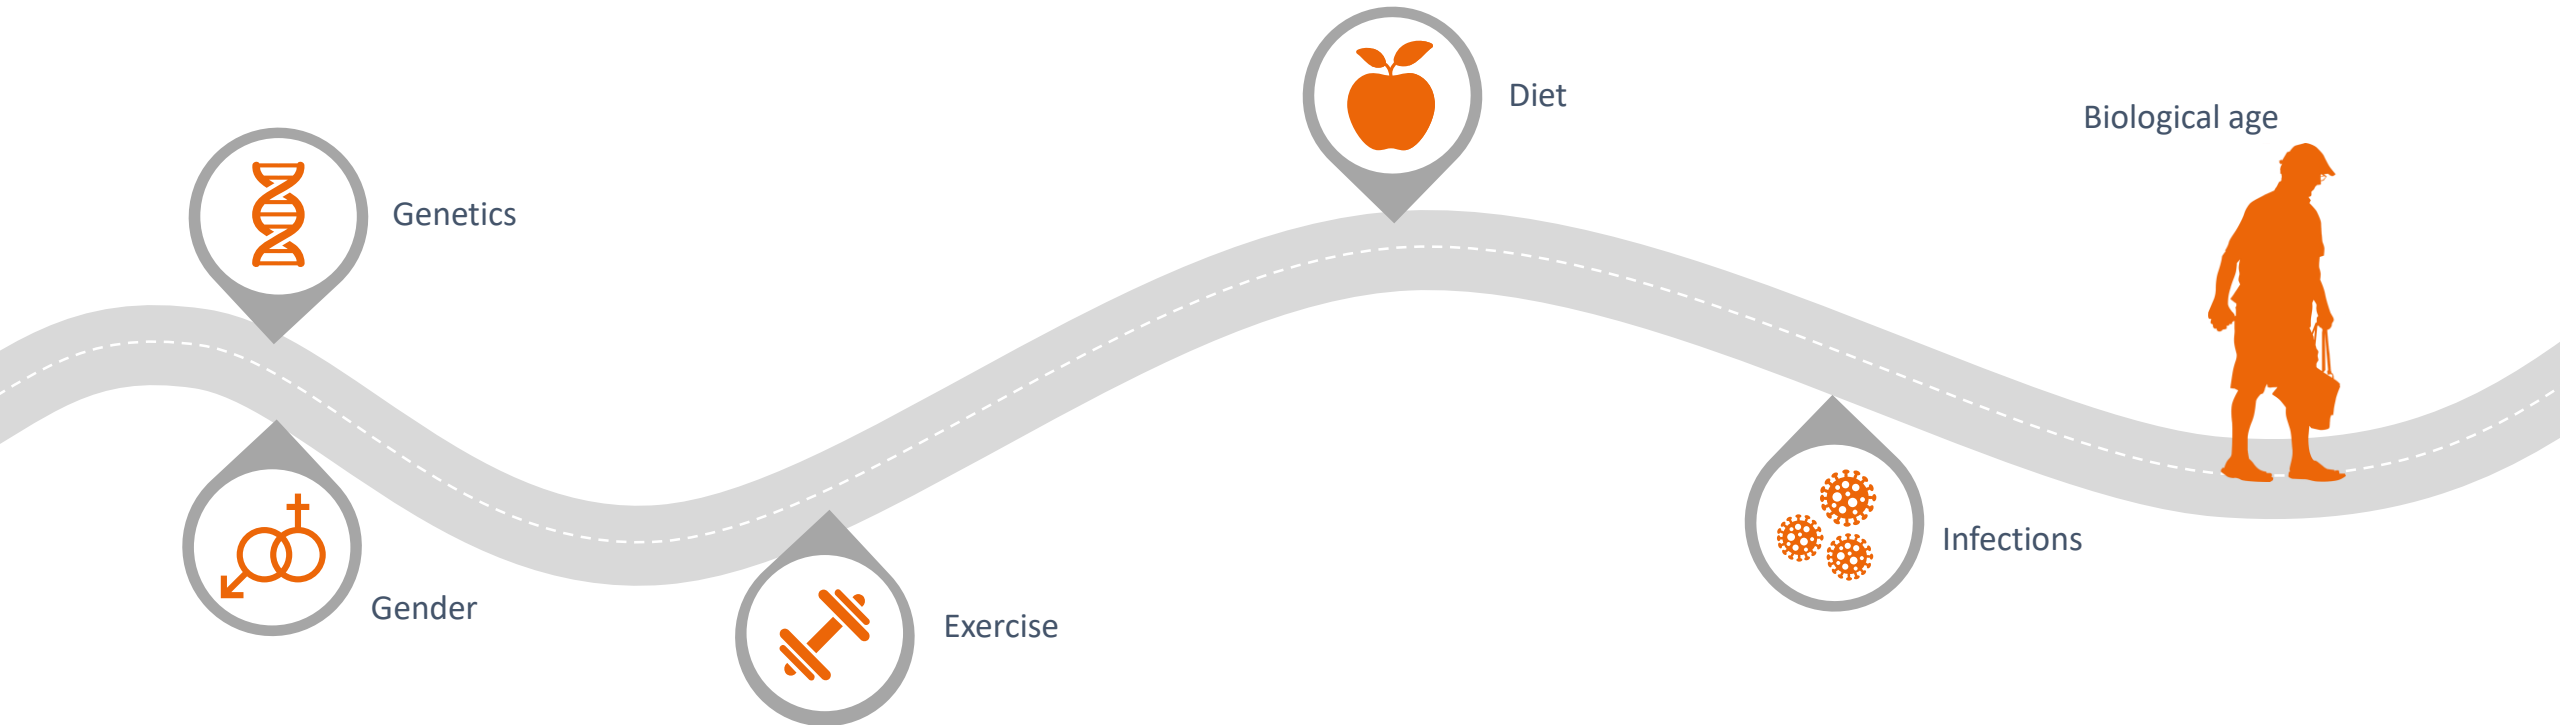 Genetics
Gender
Exercise
Diet
Infections
Biological age